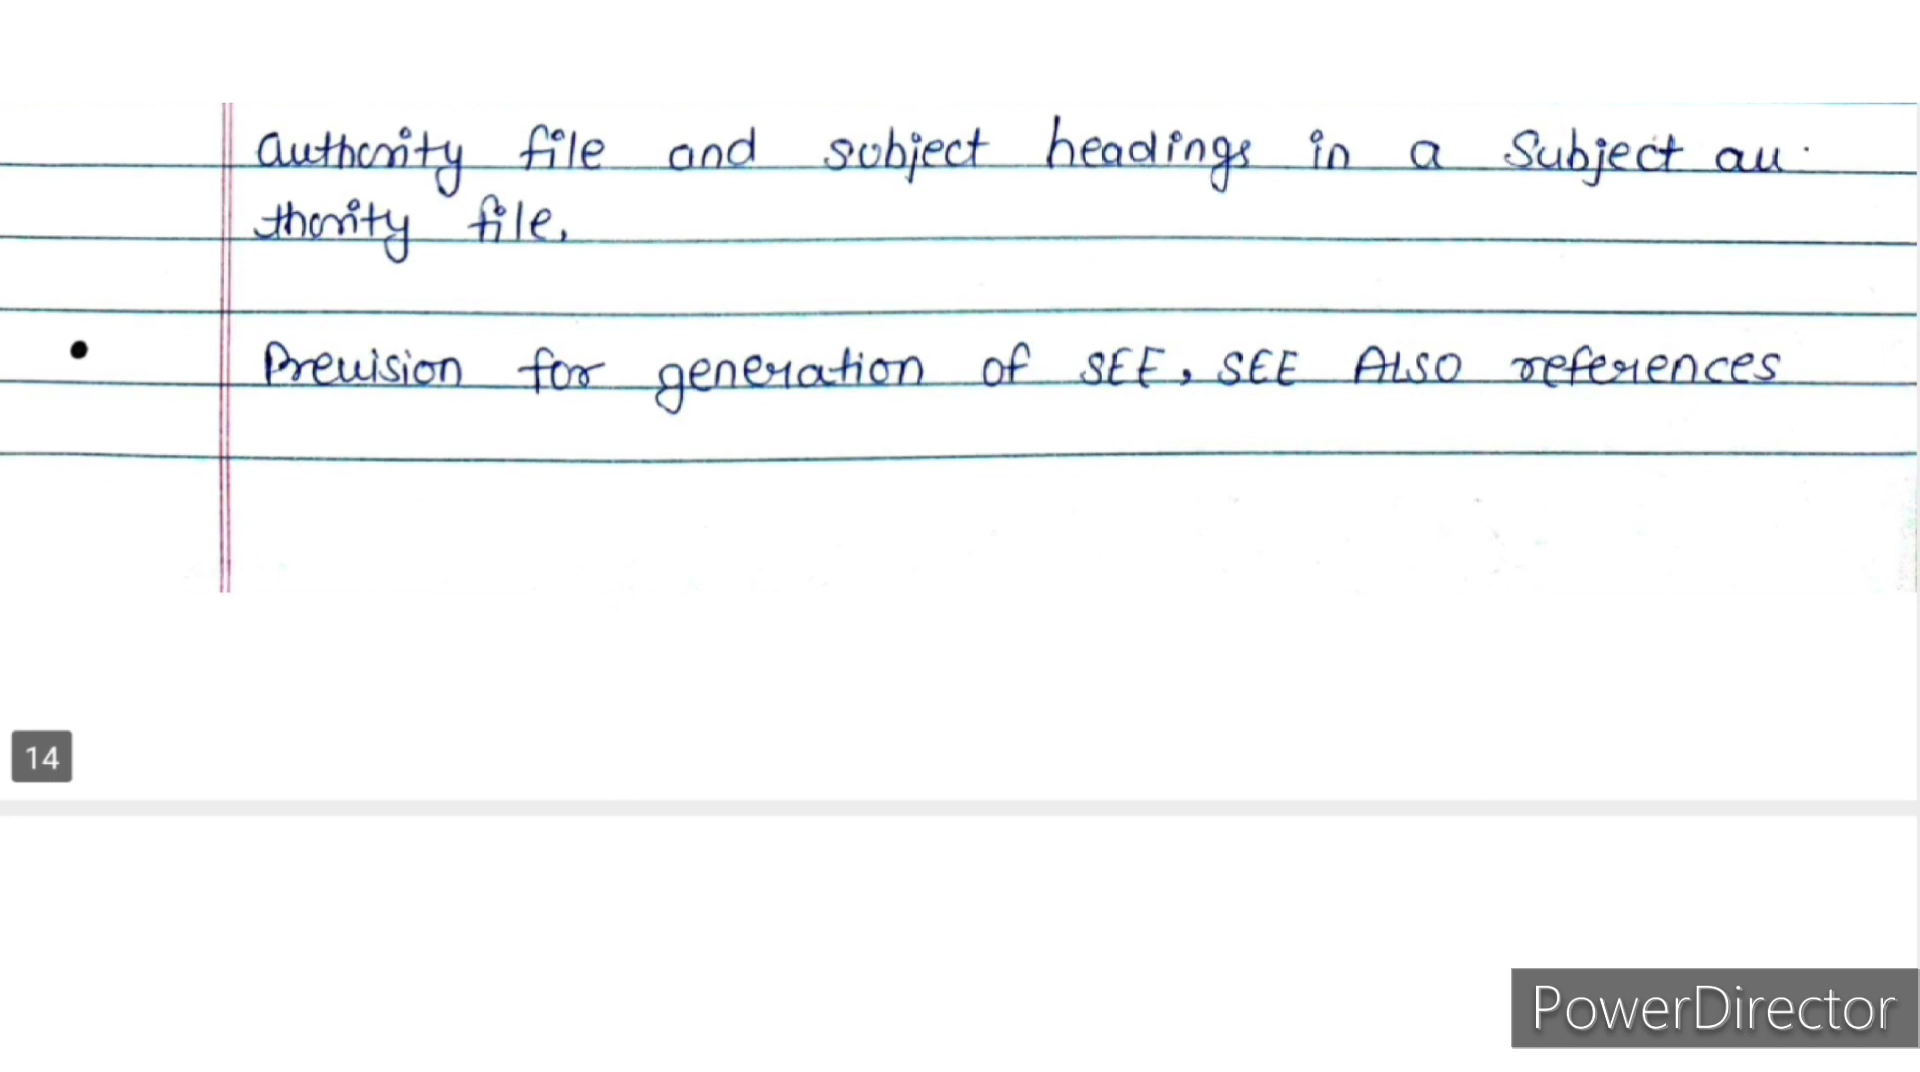 authority file and subject headings in a Subject au
thority file.
• Provision for generation of SEE, SEE ALSO references
14
PowerDirector